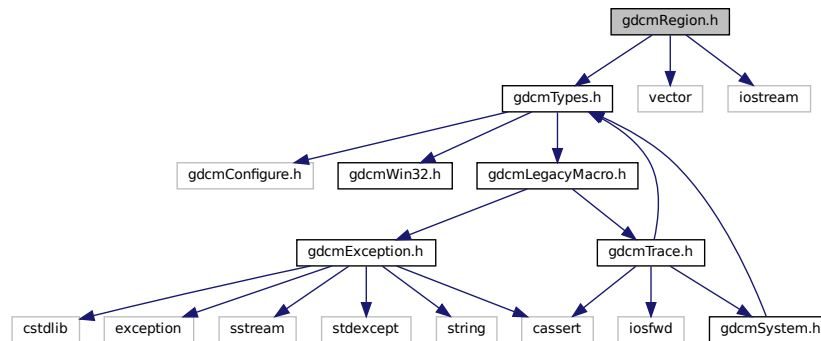 gdcmRegion.h
gdcmTypes.h
vector
iostream
gdcmConfigure.h
gdcmWin32.h
gdcmLegacyMacro.h
gdcmException.h
gdcmTrace.h
cstdlib
exception
sstream
stdexcept
string
cassert
iosfwd
gdcmSystem.h